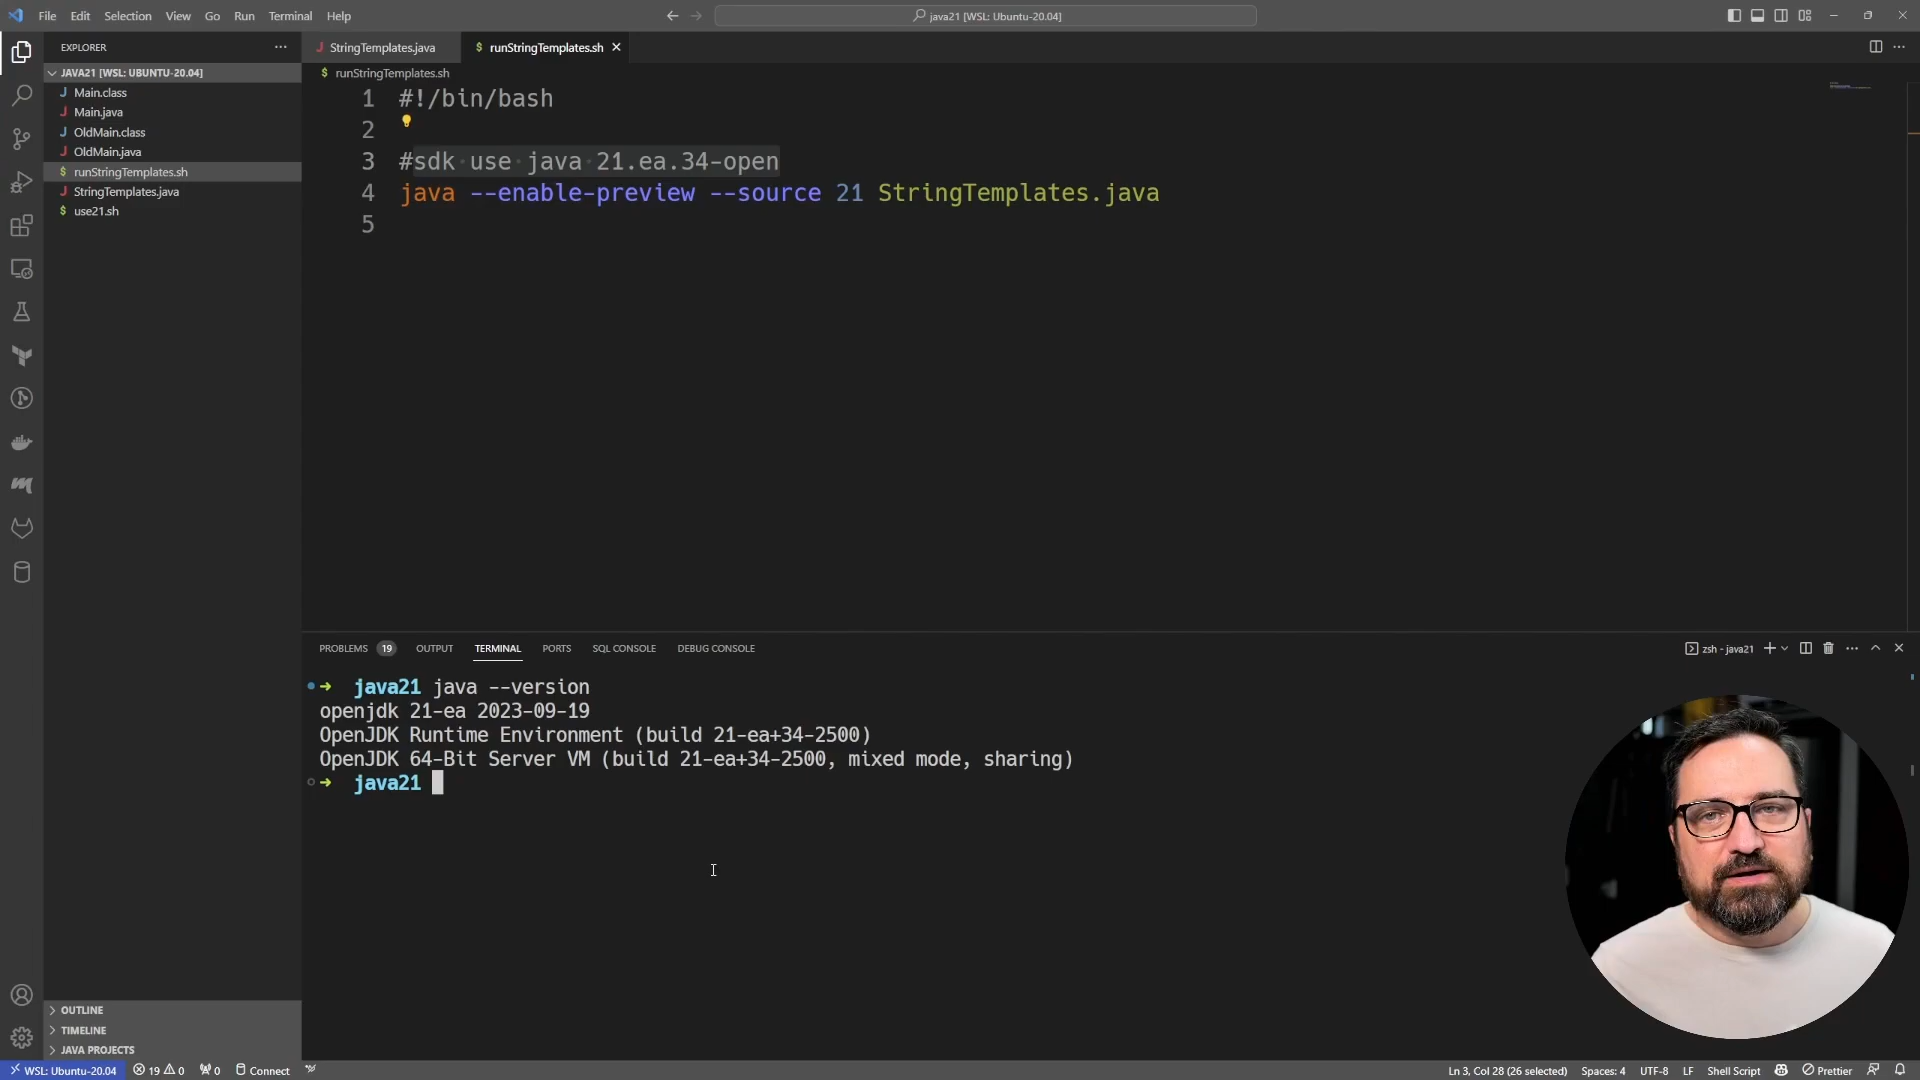 File Edit Selection View Go Run Terminal Help
java21 [WSL: Ubuntu-20.04]
EXPLORER
JAVA21 [WSL: UBUNTU-20.04]
Main.class
Main.java
OldMain.class
OldMain.java
runStringTemplates.sh
StringTemplates.java
use21.sh
OUTLINE
TIMELINE
JAVA PROJECTS
StringTemplates.java
runStringTemplates.sh
runStringTemplates.sh
1 #!/bin/bash
2
3 #sdk use java 21.ea.34-open
4 java --enable-preview --source 21 StringTemplates.java
5
PROBLEMS 19 OUTPUT TERMINAL PORTS SQL CONSOLE DEBUG CONSOLE
zsh - java21
java21 java --version
openjdk 21-ea 2023-09-19
OpenJDK Runtime Environment (build 21-ea+34-2500)
OpenJDK 64-Bit Server VM (build 21-ea+34-2500, mixed mode, sharing)
java21
WSL: Ubuntu-20.04 19 0 0 Connect
Ln 3, Col 28 (26 selected) Spaces: 4 UTF-8 LF Shell Script Prettier